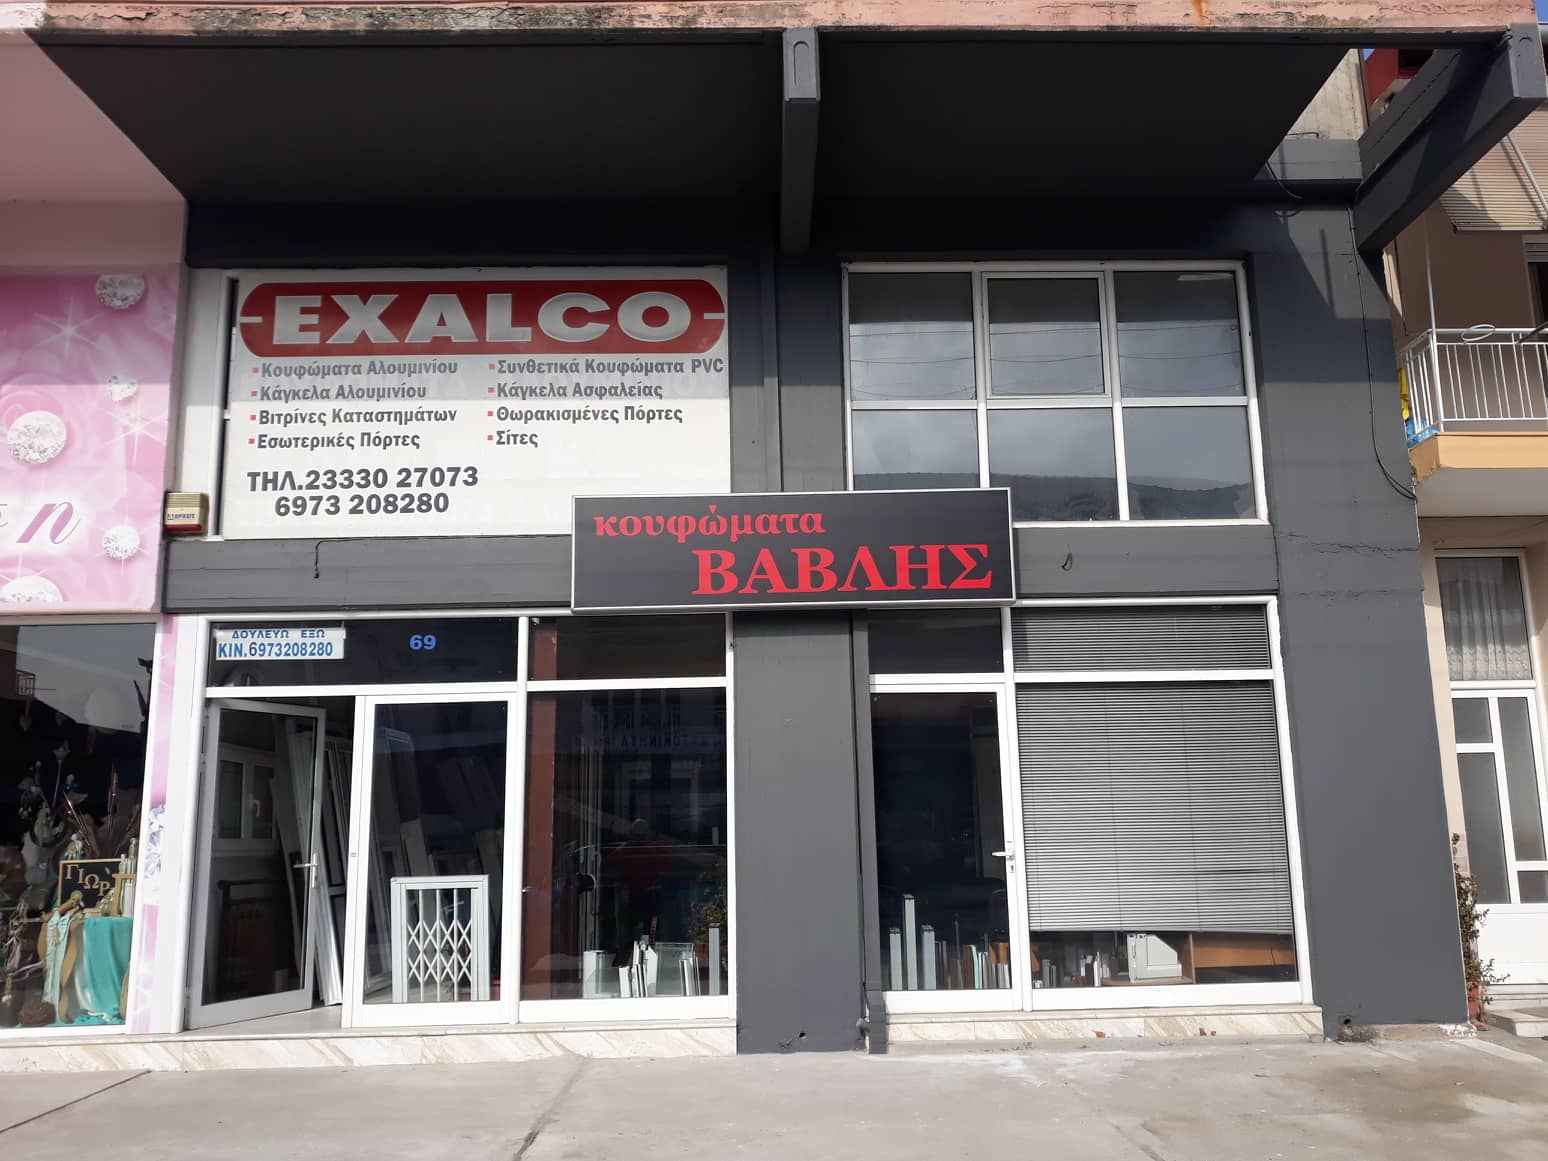 EXALCO
Κουφώματα Αλουμινίου
Κάγκελα Αλουμινίου
Βιτρίνες Καταστημάτων
Εσωτερικές Πόρτες
Συνθετικά Κουφώματα PVC
Κάγκελα Ασφαλείας
Θωρακισμένες Πόρτες
Σίτες
ΤΗΛ.23330 27073
6973 208280
κουφώματα
ΒΑΒΛΗΣ
ΔΟΥΛΕΥΩ ΕΞΩ
ΚΙΝ.6973208280
69
ΓΙΩΡ